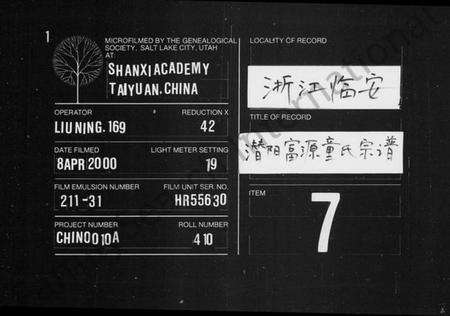 1
MICROFILMED BY THE GENEALOGICAL
SOCIETY, SALT LAKE CITY, UTAH
AT:
SHANXI ACADEMY
TAIYUAN, CHINA
OPERATOR
REDUCTION X
LIU NING. 169
42
DATE FILMED
LIGHT METER SETTING
8 APR 2000
19
FILM EMULSION NUMBER
FILM UNIT SER. NO.
211-31
HR55630
PROJECT NUMBER
ROLL NUMBER
CHIN0010A
410
LOCALITY OF RECORD
浙江临安
TITLE OF RECORD
潜阳富源童氏宗谱
ITEM
7